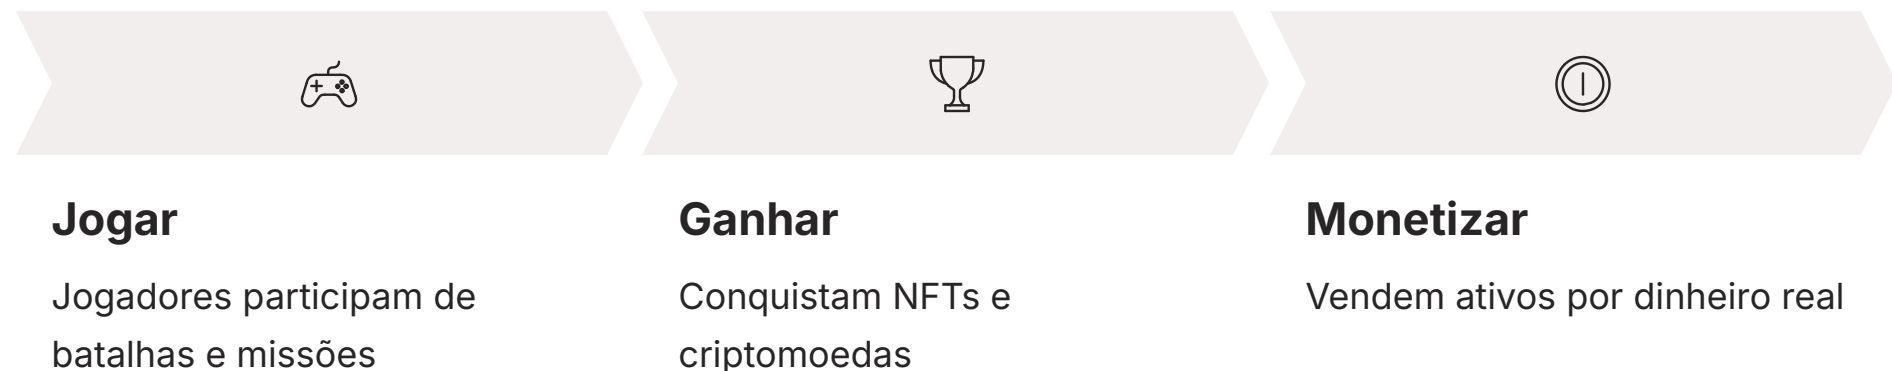 Jogar
Jogadores participam de
batalhas e missões
Ganhar
Conquistam NFTs e
criptomoedas
Monetizar
Vendem ativos por dinheiro real